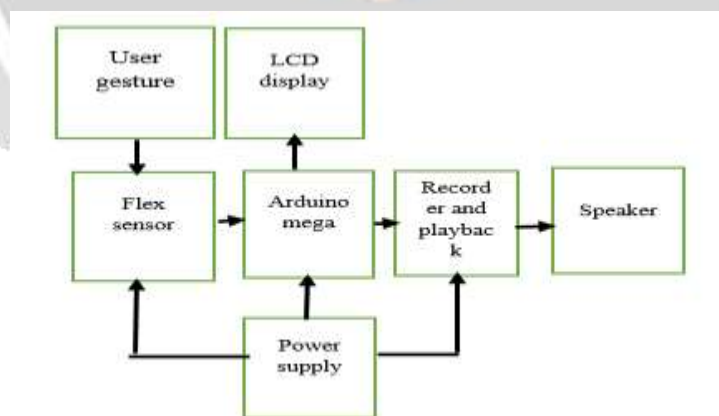 User
gesture
LCD
display
Flex
sensor
Arduino
mega
Record
er and
playbac
k
Speaker
Power
supply